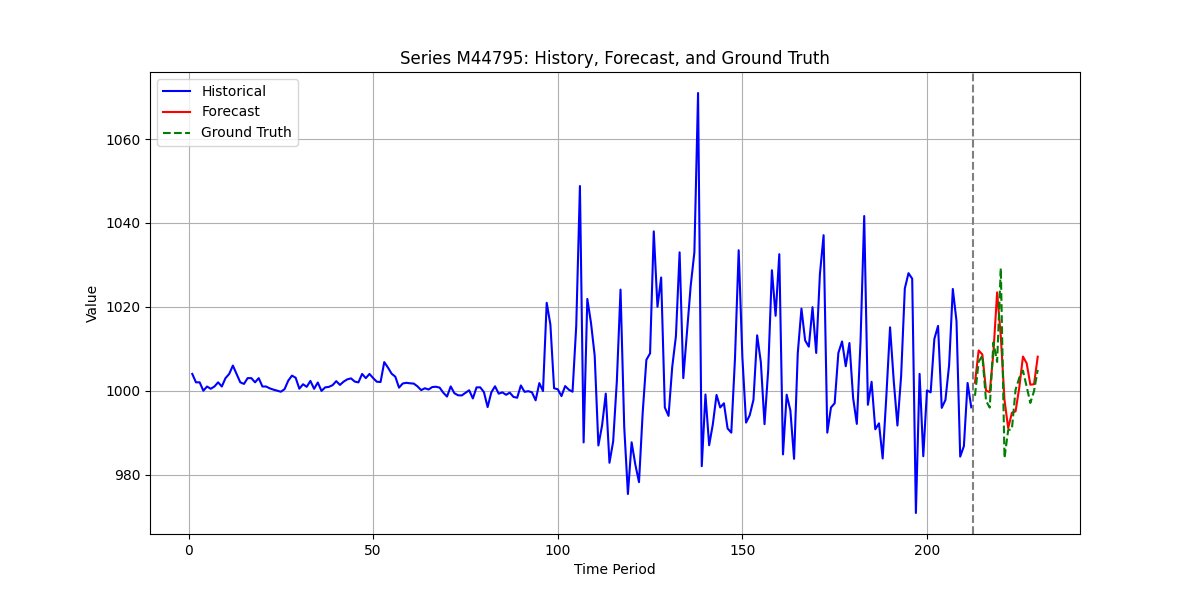 Series M44795: History, Forecast, and Ground Truth
Historical
Forecast
Ground Truth
1060
1040
1020
1000
980
Value
0 50 100 150 200
Time Period